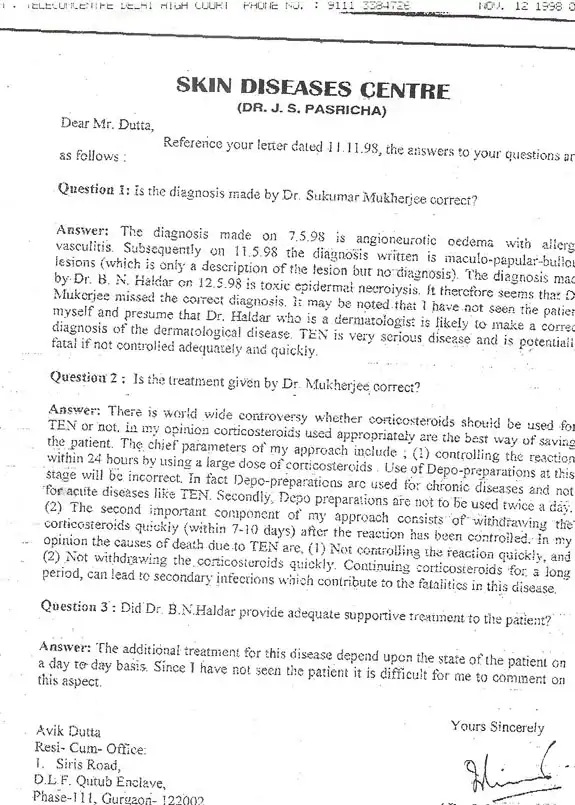 TELECONCENTRE DELHI HIGH COURT PHONE NO. : 9111 3384726 NOV. 12 1998 0
SKIN DISEASES CENTRE
(DR. J. S. PASRICHA)
Dear Mr. Dutta,
Reference your letter dated 11.11.98, the answers to your questions ar
as follows :
Question 1: Is the diagnosis made by Dr. Sukumar Mukherjee correct?
Answer: The diagnosis made on 7.5.98 is angioneurotic oedema with allerg
vasculitis. Subsequently on 11.5.98 the diagnosis written is maculo-papular-bullou
lesions (which is only a description of the lesion but no diagnosis). The diagnosis mad
by Dr. B. N. Haldar on 12.5.98 is toxic epidermal necrolysis. It therefore seems that D
Mukerjee missed the correct diagnosis. It may be noted that I have not seen the patien
myself and presume that Dr. Haldar who is a dermatologist is likely to make a correc
diagnosis of the dermatological disease. TEN is very serious disease and is potentiall
fatal if not controlled adequately and quickly.
Question 2 : Is the treatment given by Dr. Mukherjee correct?
Answer: There is world wide controversy whether corticosteroids should be used for
TEN or not. In my opinion corticosteroids used appropriately are the best way of saving
the patient. The chief parameters of my approach include ; (1) controlling the reaction
within 24 hours by using a large dose of corticosteroids . Use of Depo-preparations at this
stage will be incorrect. In fact Depo-preparations are used for chronic diseases and not
for acute diseases like TEN. Secondly, Depo preparations are not to be used twice a day.
(2) The second important component of my approach consists of withdrawing the
corticosteroids quickly (within 7-10 days) after the reaction has been controlled. In my
opinion the causes of death due to TEN are, (1) Not controlling the reaction quickly, and
(2) Not withdrawing the corticosteroids quickly. Continuing corticosteroids for a long
period, can lead to secondary infections which contribute to the fatalities in this disease.
Question 3 : Did Dr. B.N.Haldar provide adequate supportive treatment to the patient?
Answer: The additional treatment for this disease depend upon the state of the patient on
a day to day basis. Since I have not seen the patient it is difficult for me to comment on
this aspect.
Yours Sincerely
Avik Dutta
Resi- Cum- Office:
1. Siris Road,
D.L.F. Qutub Enclave,
Phase-111, Gurgaon- 122002